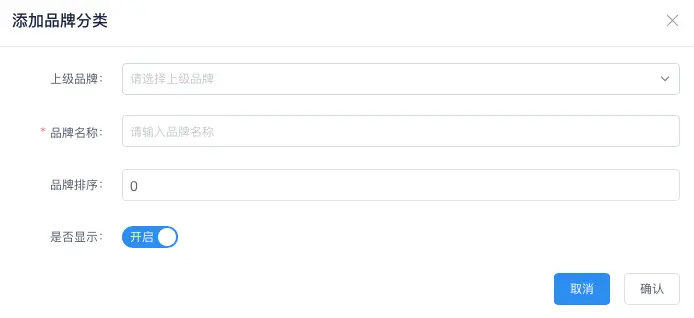 添加品牌分类
上级品牌： 请选择上级品牌
* 品牌名称： 请输入品牌名称
品牌排序： 0
是否显示： 开启
取消 确认